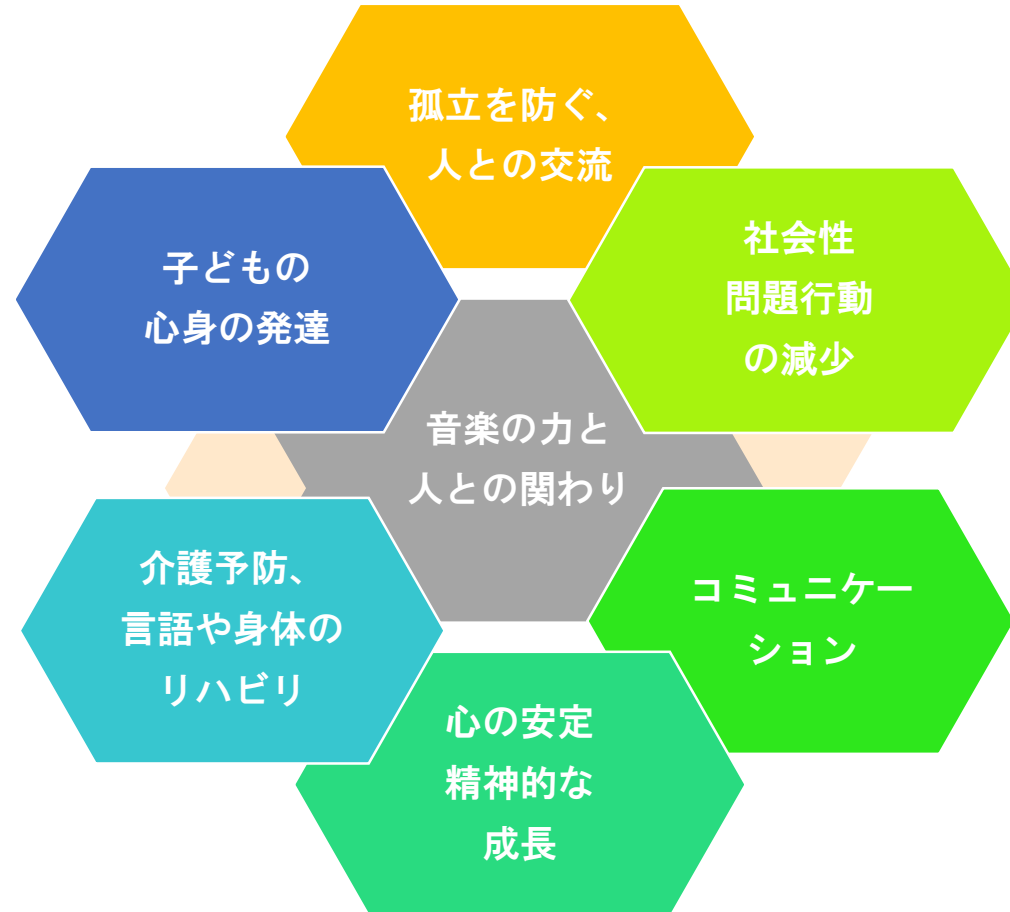 孤立を防ぐ、
人との交流
子どもの
心身の発達
社会性
問題行動
の減少
音楽の力と
人との関わり
介護予防、
言語や身体の
リハビリ
コミュニケー
ション
心の安定
精神的な
成長